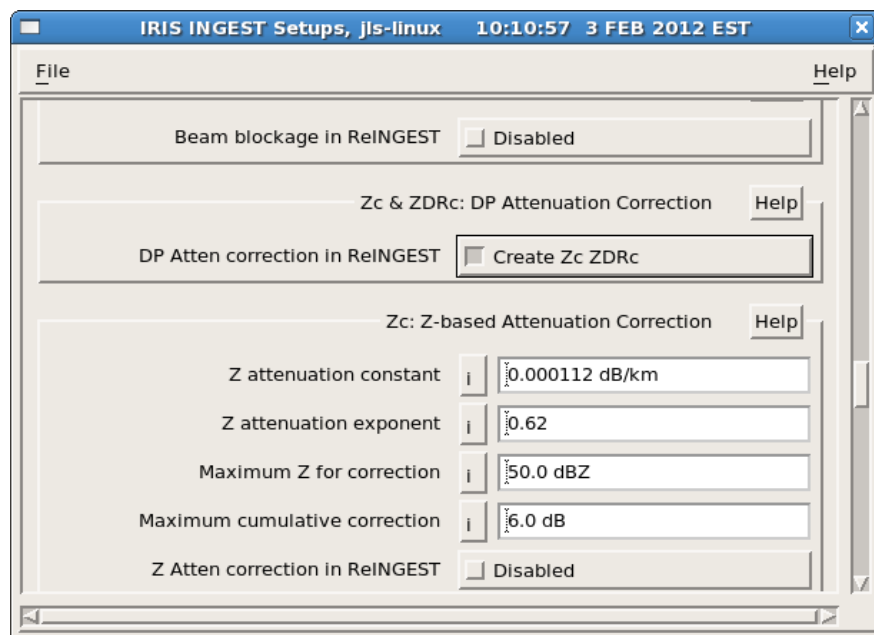 IRIS INGEST Setups, jls-linux 10:10:57 3 FEB 2012 EST
File Help
Beam blockage in ReINGEST Disabled
Zc & ZDRc: DP Attenuation Correction Help
DP Atten correction in ReINGEST Create Zc ZDRc
Zc: Z-based Attenuation Correction Help
Z attenuation constant i 0.000112 dB/km
Z attenuation exponent i 0.62
Maximum Z for correction i 50.0 dBZ
Maximum cumulative correction i 6.0 dB
Z Atten correction in ReINGEST Disabled